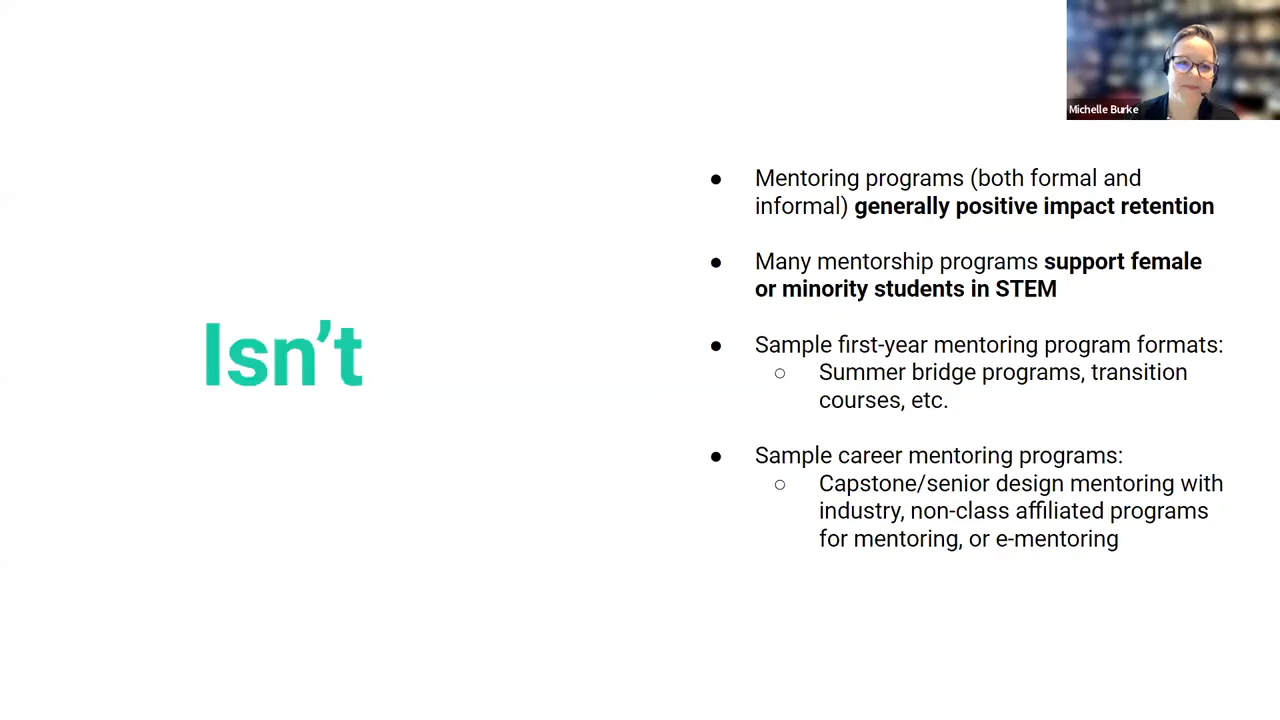 Michelle Burke
Isn’t
● Mentoring programs (both formal and
informal) generally positive impact retention
● Many mentorship programs support female
or minority students in STEM
● Sample first-year mentoring program formats:
○ Summer bridge programs, transition
courses, etc.
● Sample career mentoring programs:
○ Capstone/senior design mentoring with
industry, non-class affiliated programs
for mentoring, or e-mentoring